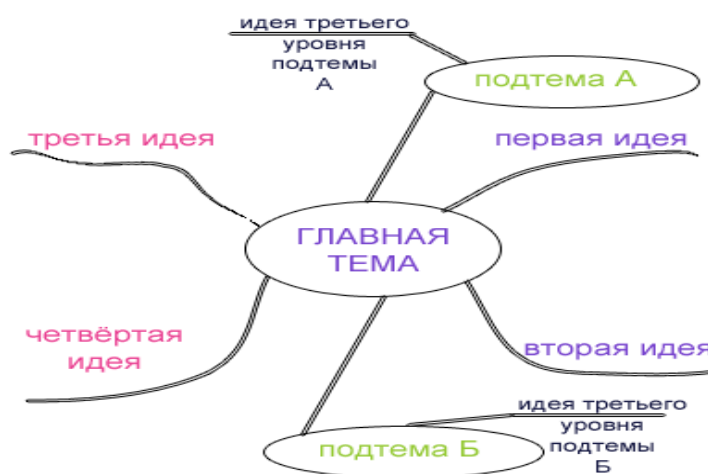 идея третьего
уровня
подтемы
А
подтема А
третья идея
первая идея
ГЛАВНАЯ
ТЕМА
четвёртая
идея
вторая идея
идея третьего
уровня
подтемы
Б
подтема Б